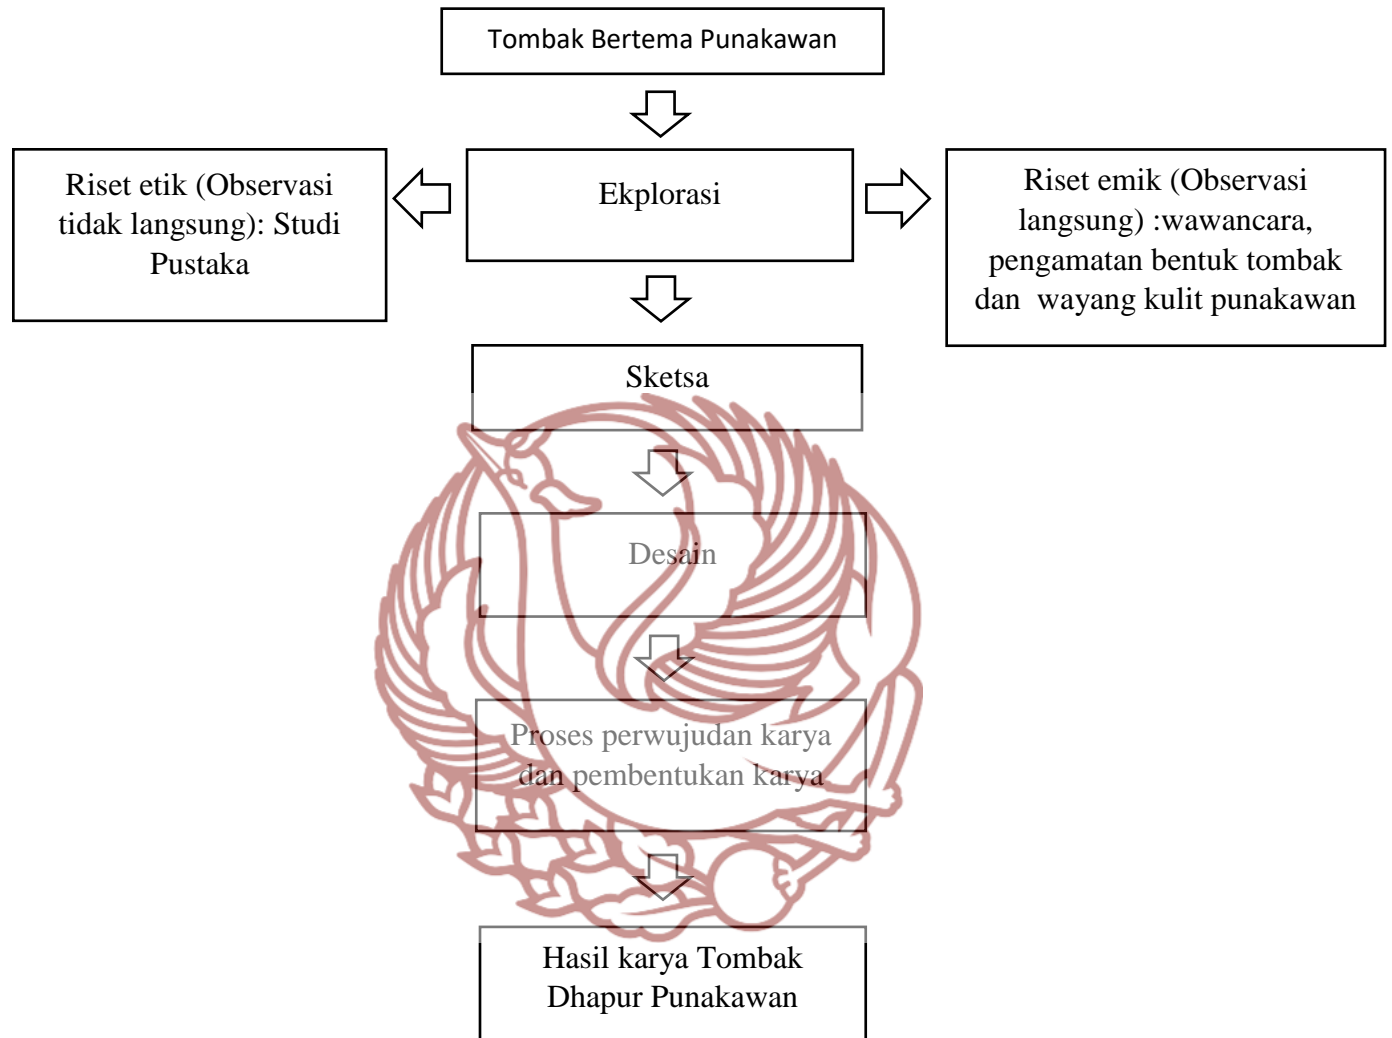 Tombak Bertema Punakawan
Riset etik (Observasi
tidak langsung): Studi
Pustaka
Ekplorasi
Riset emik (Observasi
langsung) :wawancara,
pengamatan bentuk tombak
dan wayang kulit punakawan
Sketsa
Desain
Proses perwujudan karya
dan pembentukan karya
Hasil karya Tombak
Dhapur Punakawan